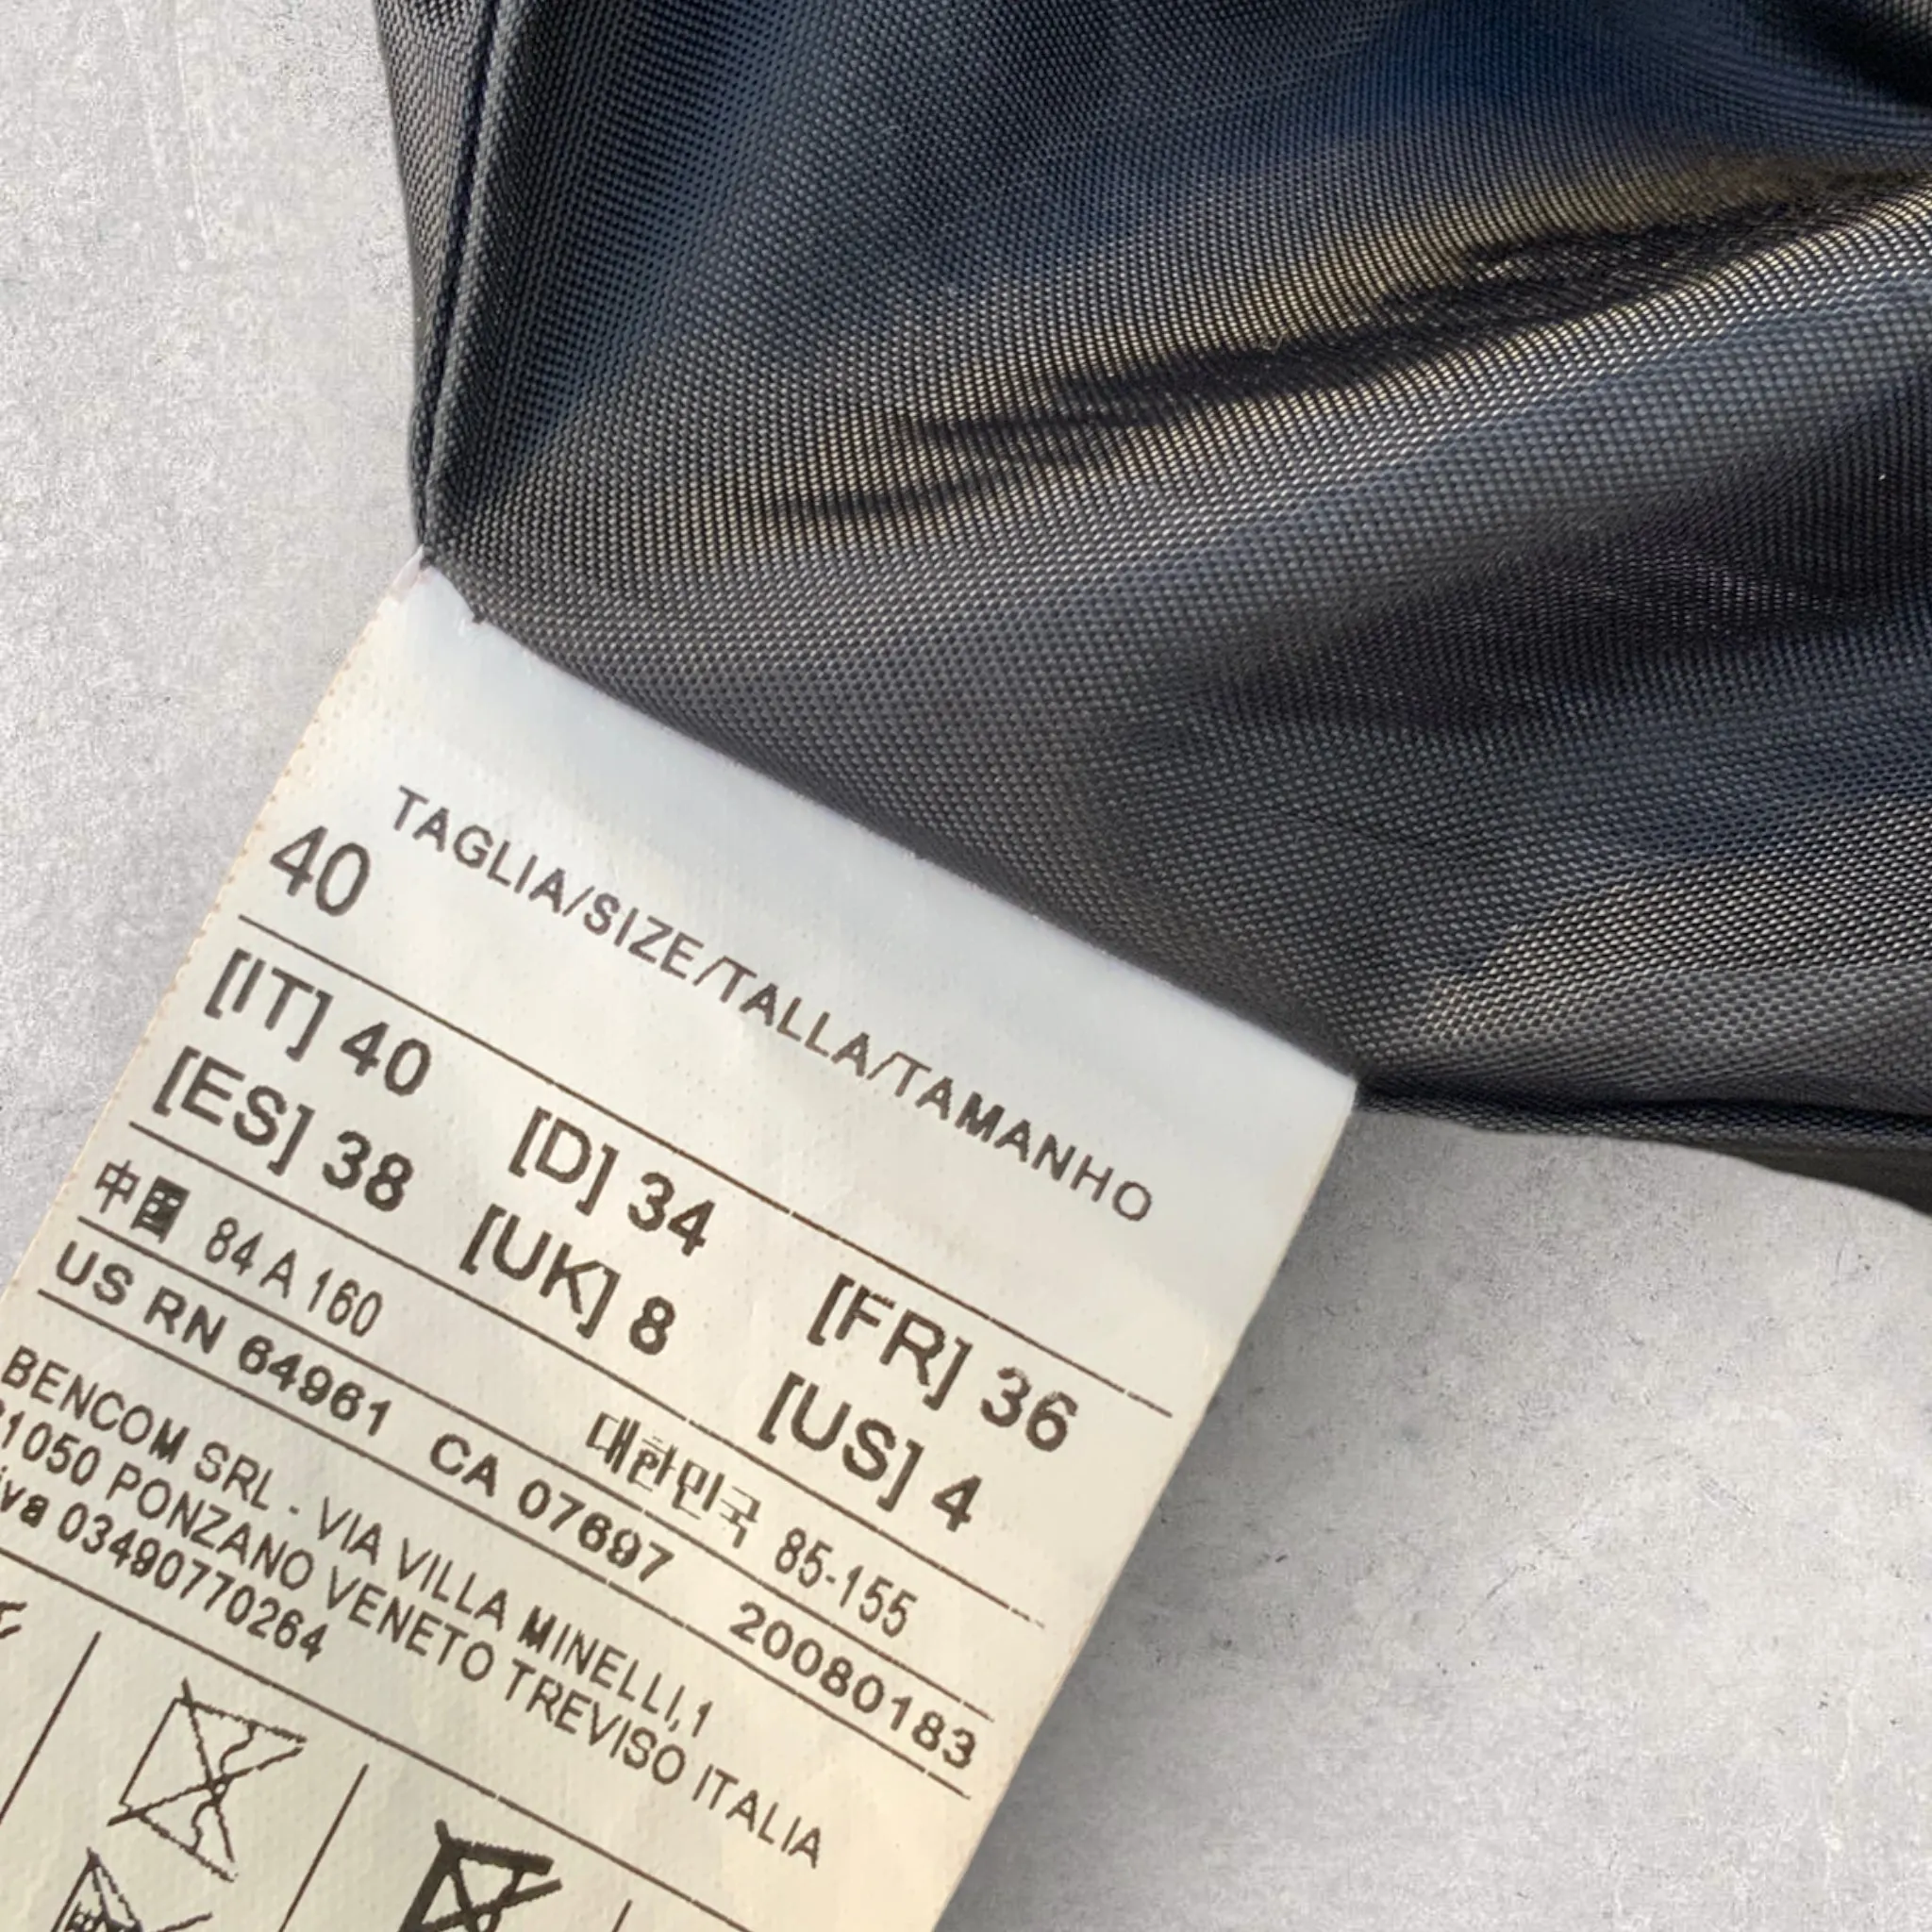 TAGLIA/SIZE/TALLA/TAMANHO
40
[IT] 40 [D] 34 [FR] 36
[ES] 38 [UK] 8 [US] 4
中国 84 A 160 대한민국 85-155
US RN 64961 CA 07697 20080183
BENCOM SRL - VIA VILLA MINELLI,1
31050 PONZANO VENETO TREVISO ITALIA
iva 03490770264